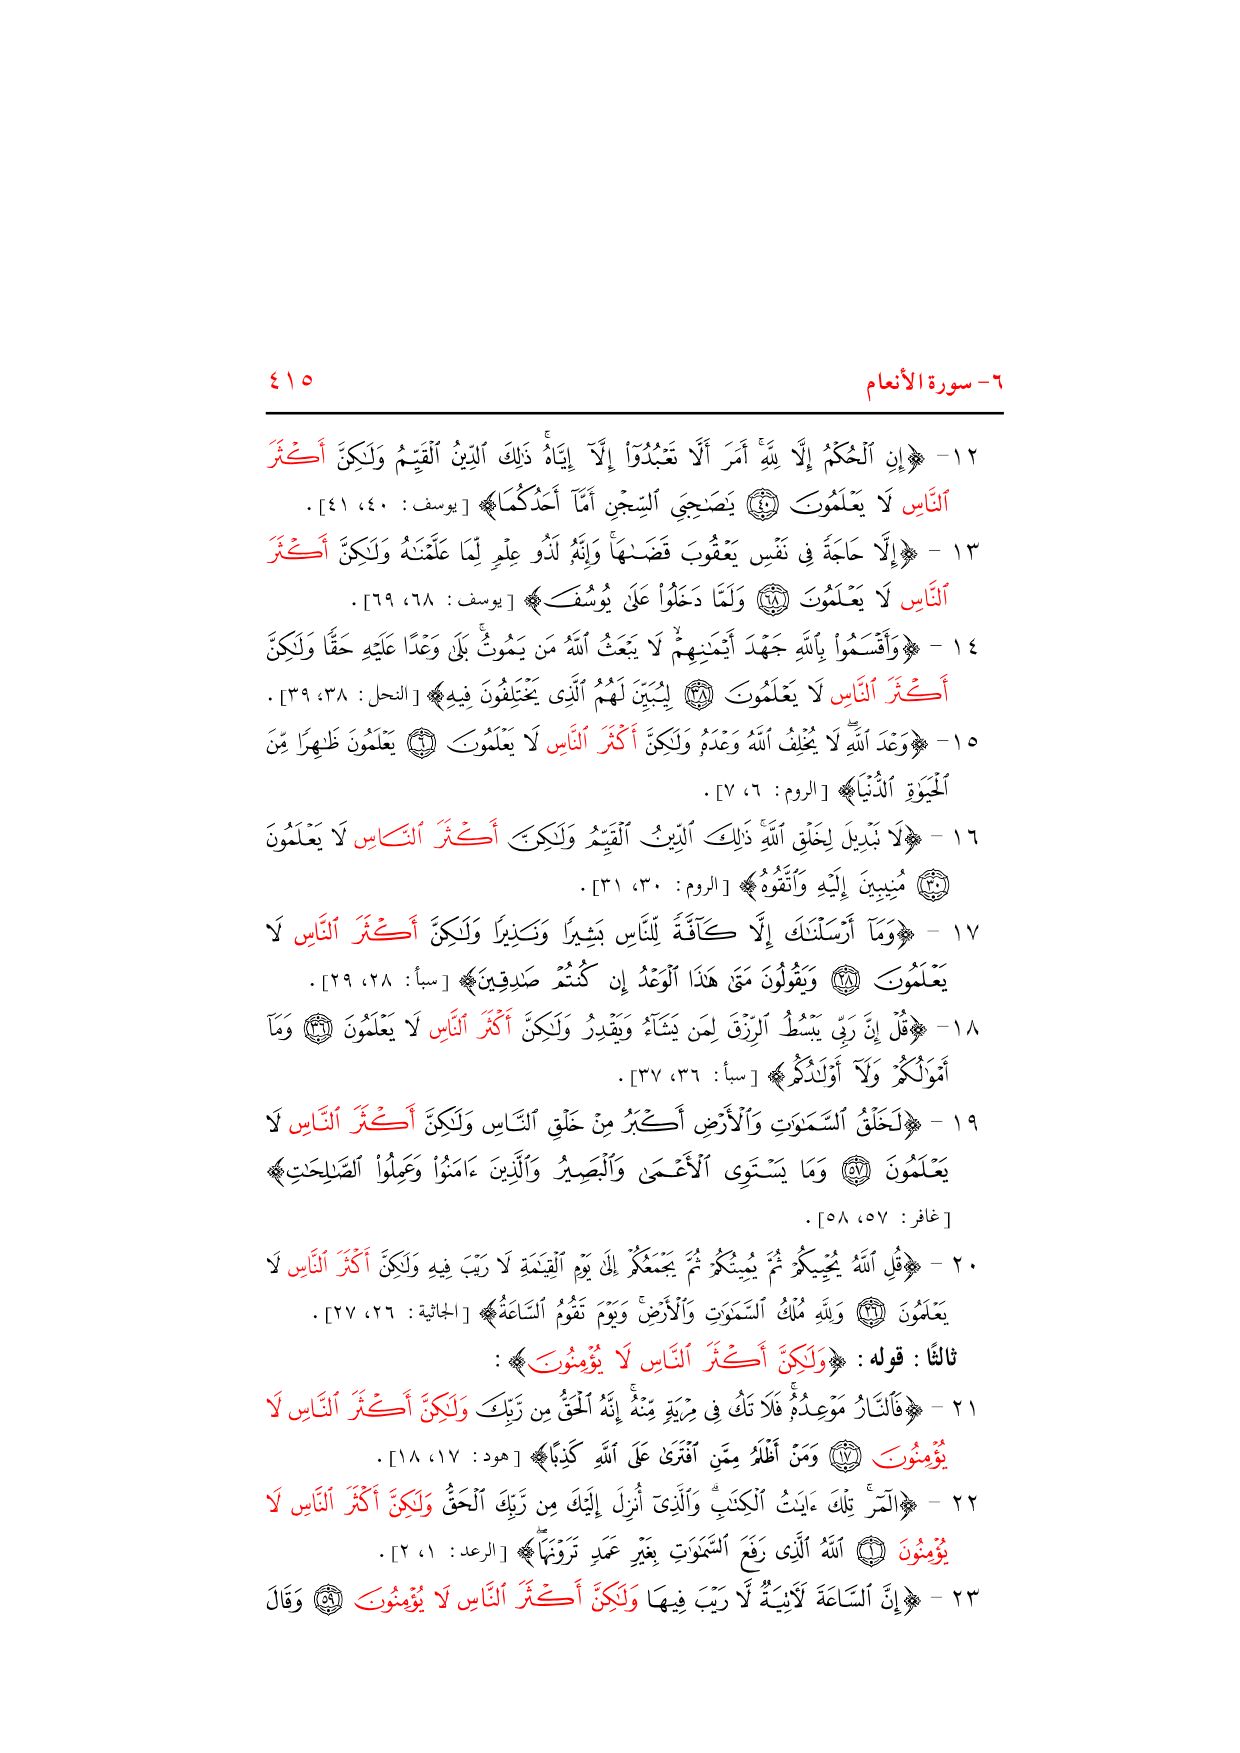 ٦- سورة الأنعام ٤١٥
١٢- ﴿إِنِ ٱلۡحُكۡمُ إِلَّا لِلَّهِۚ أَمَرَ أَلَّا تَعۡبُدُوٓاْ إِلَّآ إِيَّاهُۚ ذَٰلِكَ ٱلدِّينُ ٱلۡقَيِّمُ وَلَٰكِنَّ أَكۡثَرَ
ٱلنَّاسِ لَا يَعۡلَمُونَ ٤٠ يَٰصَٰحِبَيِ ٱلسِّجۡنِ أَمَّآ أَحَدُكُمَا﴾ [يوسف: ٤٠، ٤١].
١٣ - ﴿إِلَّا حَاجَةٗ فِي نَفۡسِ يَعۡقُوبَ قَضَىٰهَاۚ وَإِنَّهُۥ لَذُو عِلۡمٖ لِّمَا عَلَّمۡنَٰهُ وَلَٰكِنَّ أَكۡثَرَ
ٱلنَّاسِ لَا يَعۡلَمُونَ ٦٨ وَلَمَّا دَخَلُواْ عَلَىٰ يُوسُفَ﴾ [يوسف: ٦٨، ٦٩].
١٤ - ﴿وَأَقۡسَمُواْ بِٱللَّهِ جَهۡدَ أَيۡمَٰنِهِمۡ لَا يَبۡعَثُ ٱللَّهُ مَن يَمُوتُۚ بَلَىٰ وَعۡدًا عَلَيۡهِ حَقّٗا وَلَٰكِنَّ
أَكۡثَرَ ٱلنَّاسِ لَا يَعۡلَمُونَ ٣٨ لِيُبَيِّنَ لَهُمُ ٱلَّذِي يَخۡتَلِفُونَ فِيهِ﴾ [النحل: ٣٨، ٣٩].
١٥- ﴿وَعۡدَ ٱللَّهِۖ لَا يُخۡلِفُ ٱللَّهُ وَعۡدَهُۥ وَلَٰكِنَّ أَكۡثَرَ ٱلنَّاسِ لَا يَعۡلَمُونَ ٦ يَعۡلَمُونَ ظَٰهِرٗا مِّنَ
ٱلۡحَيَوٰةِ ٱلدُّنۡيَا﴾ [الروم: ٦، ٧].
١٦ - ﴿لَا تَبۡدِيلَ لِخَلۡقِ ٱللَّهِۚ ذَٰلِكَ ٱلدِّينُ ٱلۡقَيِّمُ وَلَٰكِنَّ أَكۡثَرَ ٱلنَّاسِ لَا يَعۡلَمُونَ
٣٠ مُنِيبِينَ إِلَيۡهِ وَٱتَّقُوهُ﴾ [الروم: ٣٠، ٣١].
١٧ - ﴿وَمَآ أَرۡسَلۡنَٰكَ إِلَّا كَآفَّةٗ لِّلنَّاسِ بَشِيرٗا وَنَذِيرٗا وَلَٰكِنَّ أَكۡثَرَ ٱلنَّاسِ لَا
يَعۡلَمُونَ ٢٨ وَيَقُولُونَ مَتَىٰ هَٰذَا ٱلۡوَعۡدُ إِن كُنتُمۡ صَٰدِقِينَ﴾ [سبأ: ٢٨، ٢٩].
١٨- ﴿قُلۡ إِنَّ رَبِّي يَبۡسُطُ ٱلرِّزۡقَ لِمَن يَشَآءُ وَيَقۡدِرُ وَلَٰكِنَّ أَكۡثَرَ ٱلنَّاسِ لَا يَعۡلَمُونَ ٣٦ وَمَآ
أَمۡوَٰلُكُمۡ وَلَآ أَوۡلَٰدُكُم﴾ [سبأ: ٣٦، ٣٧].
١٩ - ﴿لَخَلۡقُ ٱلسَّمَٰوَٰتِ وَٱلۡأَرۡضِ أَكۡبَرُ مِنۡ خَلۡقِ ٱلنَّاسِ وَلَٰكِنَّ أَكۡثَرَ ٱلنَّاسِ لَا
يَعۡلَمُونَ ٥٧ وَمَا يَسۡتَوِي ٱلۡأَعۡمَىٰ وَٱلۡبَصِيرُ وَٱلَّذِينَ ءَامَنُواْ وَعَمِلُواْ ٱلصَّٰلِحَٰتِ﴾
[غافر: ٥٧، ٥٨].
٢٠ - ﴿قُلِ ٱللَّهُ يُحۡيِيكُمۡ ثُمَّ يُمِيتُكُمۡ ثُمَّ يَجۡمَعُكُمۡ إِلَىٰ يَوۡمِ ٱلۡقِيَٰمَةِ لَا رَيۡبَ فِيهِ وَلَٰكِنَّ أَكۡثَرَ ٱلنَّاسِ لَا
يَعۡلَمُونَ ٢٦ وَلِلَّهِ مُلۡكُ ٱلسَّمَٰوَٰتِ وَٱلۡأَرۡضِۚ وَيَوۡمَ تَقُومُ ٱلسَّاعَةُ﴾ [الجاثية: ٢٦، ٢٧].
ثالثًا: قوله: ﴿وَلَٰكِنَّ أَكۡثَرَ ٱلنَّاسِ لَا يُؤۡمِنُونَ﴾:
٢١ - ﴿فَٱلنَّارُ مَوۡعِدُهُۥۚ فَلَا تَكُ فِي مِرۡيَةٖ مِّنۡهُۚ إِنَّهُ ٱلۡحَقُّ مِن رَّبِّكَ وَلَٰكِنَّ أَكۡثَرَ ٱلنَّاسِ لَا
يُؤۡمِنُونَ ١٧ وَمَنۡ أَظۡلَمُ مِمَّنِ ٱفۡتَرَىٰ عَلَى ٱللَّهِ كَذِبًا﴾ [هود: ١٧، ١٨].
٢٢ - ﴿الٓمٓرۚ تِلۡكَ ءَايَٰتُ ٱلۡكِتَٰبِۗ وَٱلَّذِيٓ أُنزِلَ إِلَيۡكَ مِن رَّبِّكَ ٱلۡحَقُّ وَلَٰكِنَّ أَكۡثَرَ ٱلنَّاسِ لَا
يُؤۡمِنُونَ ١ ٱللَّهُ ٱلَّذِي رَفَعَ ٱلسَّمَٰوَٰتِ بِغَيۡرِ عَمَدٖ تَرَوۡنَهَاۖ﴾ [الرعد: ١، ٢].
٢٣ - ﴿إِنَّ ٱلسَّاعَةَ لَأٓتِيَةٞ لَّا رَيۡبَ فِيهَا وَلَٰكِنَّ أَكۡثَرَ ٱلنَّاسِ لَا يُؤۡمِنُونَ ٥٩ وَقَالَ